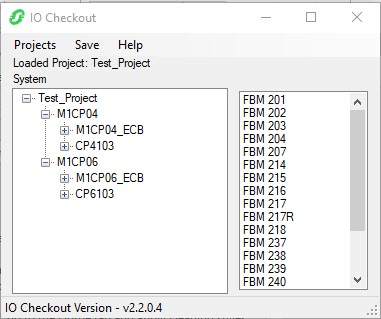 IO Checkout
Projects Save Help
Loaded Project: Test_Project
System
Test_Project
M1CP04
M1CP04_ECB
CP4103
M1CP06
M1CP06_ECB
CP6103
FBM 201
FBM 202
FBM 203
FBM 204
FBM 207
FBM 214
FBM 215
FBM 216
FBM 217
FBM 217R
FBM 218
FBM 237
FBM 238
FBM 239
FBM 240
IO Checkout Version - v2.2.0.4